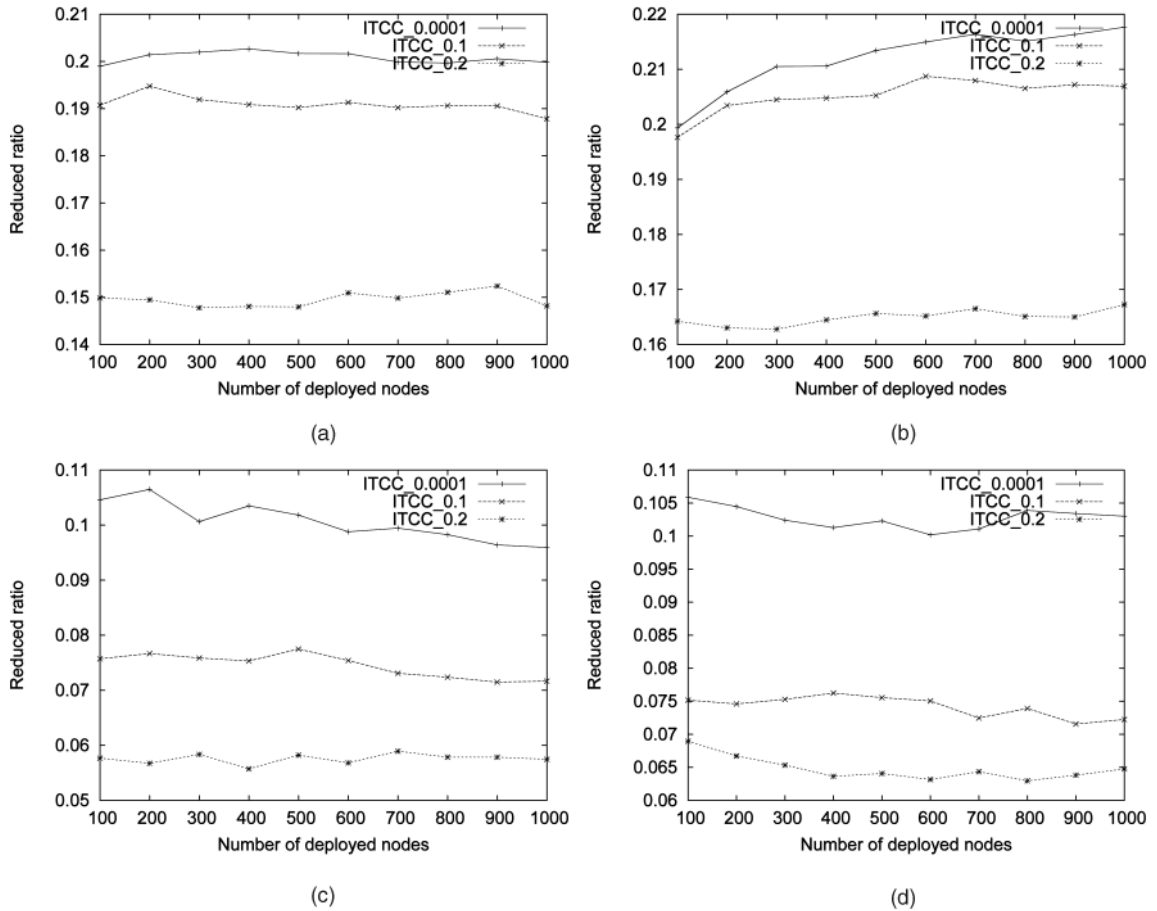 0.21
0.2
0.19
0.18
0.17
0.16
0.15
0.14
100 200 300 400 500 600 700 800 900 1000
Reduced ratio
Number of deployed nodes
ITCC_0.0001
ITCC_0.1
ITCC_0.2
(a)
0.22
0.21
0.2
0.19
0.18
0.17
0.16
100 200 300 400 500 600 700 800 900 1000
Reduced ratio
Number of deployed nodes
ITCC_0.0001
ITCC_0.1
ITCC_0.2
(b)
0.11
0.1
0.09
0.08
0.07
0.06
0.05
100 200 300 400 500 600 700 800 900 1000
Reduced ratio
Number of deployed nodes
ITCC_0.0001
ITCC_0.1
ITCC_0.2
(c)
0.11
0.105
0.1
0.095
0.09
0.085
0.08
0.075
0.07
0.065
0.06
100 200 300 400 500 600 700 800 900 1000
Reduced ratio
Number of deployed nodes
ITCC_0.0001
ITCC_0.1
ITCC_0.2
(d)